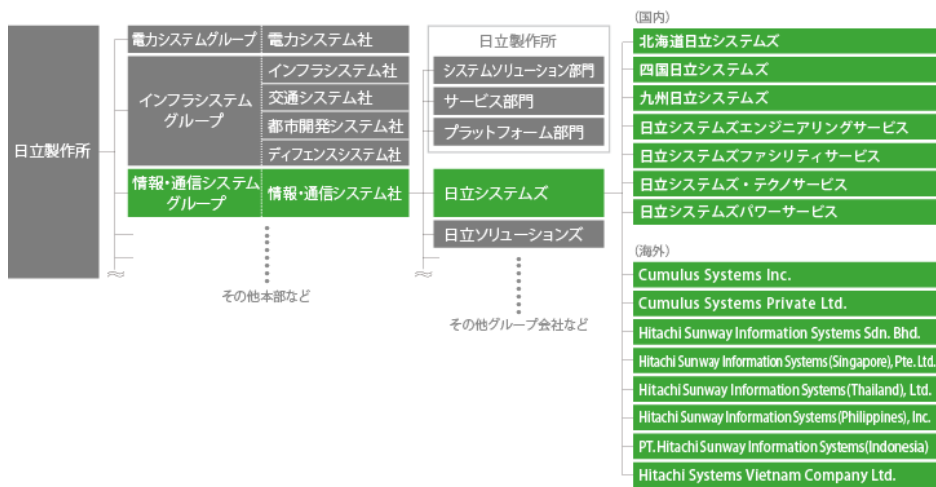 日立製作所
電力システムグループ
電力システム社
インフラシステム
グループ
インフラシステム社
交通システム社
都市開発システム社
ディフェンスシステム社
情報・通信システム
グループ
情報・通信システム社
その他本部など
日立製作所
システムソリューション部門
サービス部門
プラットフォーム部門
日立システムズ
日立ソリューションズ
その他グループ会社など
(国内)
北海道日立システムズ
四国日立システムズ
九州日立システムズ
日立システムズエンジニアリングサービス
日立システムズファシリティサービス
日立システムズ・テクノサービス
日立システムズパワーサービス
(海外)
Cumulus Systems Inc.
Cumulus Systems Private Ltd.
Hitachi Sunway Information Systems Sdn. Bhd.
Hitachi Sunway Information Systems(Singapore), Pte. Ltd.
Hitachi Sunway Information Systems(Thailand), Ltd.
Hitachi Sunway Information Systems(Philippines), Inc.
PT. Hitachi Sunway Information Systems(Indonesia)
Hitachi Systems Vietnam Company Ltd.